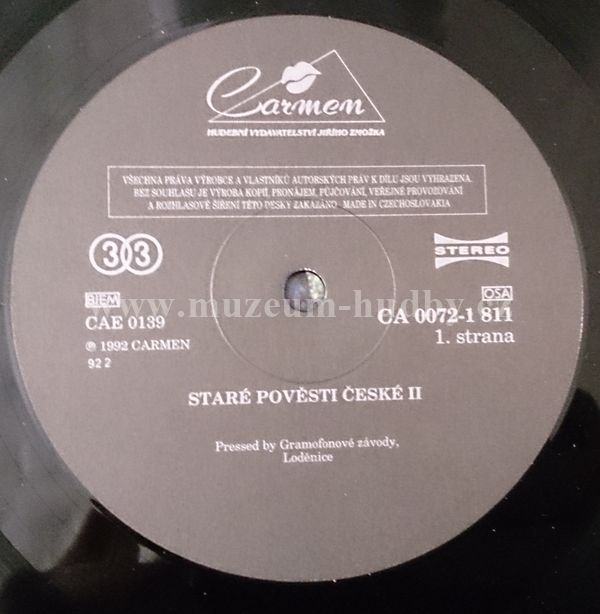 Carmen
HUDEBNÍ VYDAVATELSTVÍ JIŘÍHO ZMOŽKA
VŠECHNA PRÁVA VÝROBCE A VLASTNÍKŮ AUTORSKÝCH PRÁV K DÍLU JSOU VYHRAZENA.
BEZ SOUHLASU JE VÝROBA KOPIÍ, PRONÁJEM, PŮJČOVÁNÍ, VEŘEJNÉ PROVOZOVÁNÍ
A ROZHLASOVÉ ŠÍŘENÍ TÉTO DESKY ZAKÁZÁNO · MADE IN CZECHOSLOVAKIA
33
STEREO
BIEM
OSA
www.muzeum-hudby.cz
CAE 0139
CA 0072-1 811
℗ 1992 CARMEN
1. strana
92 2
STARÉ POVĚSTI ČESKÉ II
Pressed by Gramofonové závody,
Loděnice